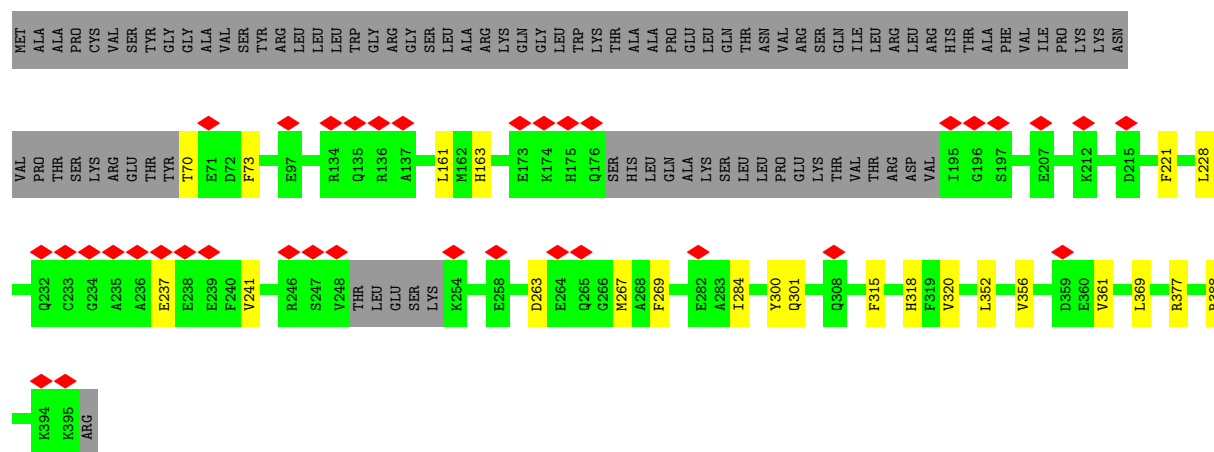 MET ALA ALA PRO CYS VAL SER TYR GLY GLY ALA VAL SER TYR ARG LEU LEU LEU TRP GLY ARG GLY SER LEU ALA ARG LYS GLN GLY LEU TRP LYS THR ALA ALA PRO GLU LEU GLN THR ASN VAL ARG SER GLN ILE LEU ARG LEU ARG HIS THR ALA PHE VAL ILE PRO LYS LYS ASN
VAL PRO THR SER LYS ARG GLU THR TYR T70 E71 D72 F73 E97 R134 Q135 R136 A137 L161 M162 H163 E173 K174 H175 Q176 SER HIS LEU GLN ALA LYS SER LEU LEU PRO GLU LYS THR VAL THR ARG ASP VAL I195 G196 S197 E207 K212 D215 F221 L228
Q232 C233 G234 A235 A236 E237 E238 E239 F240 V241 R246 S247 V248 THR LEU GLU SER LYS K254 E258 D263 E264 Q265 G266 M267 A268 F269 E282 A283 I284 Y300 Q301 Q308 F315 H318 F319 V320 L352 V356 D359 E360 V361 L369 R377
K394 K395 ARG